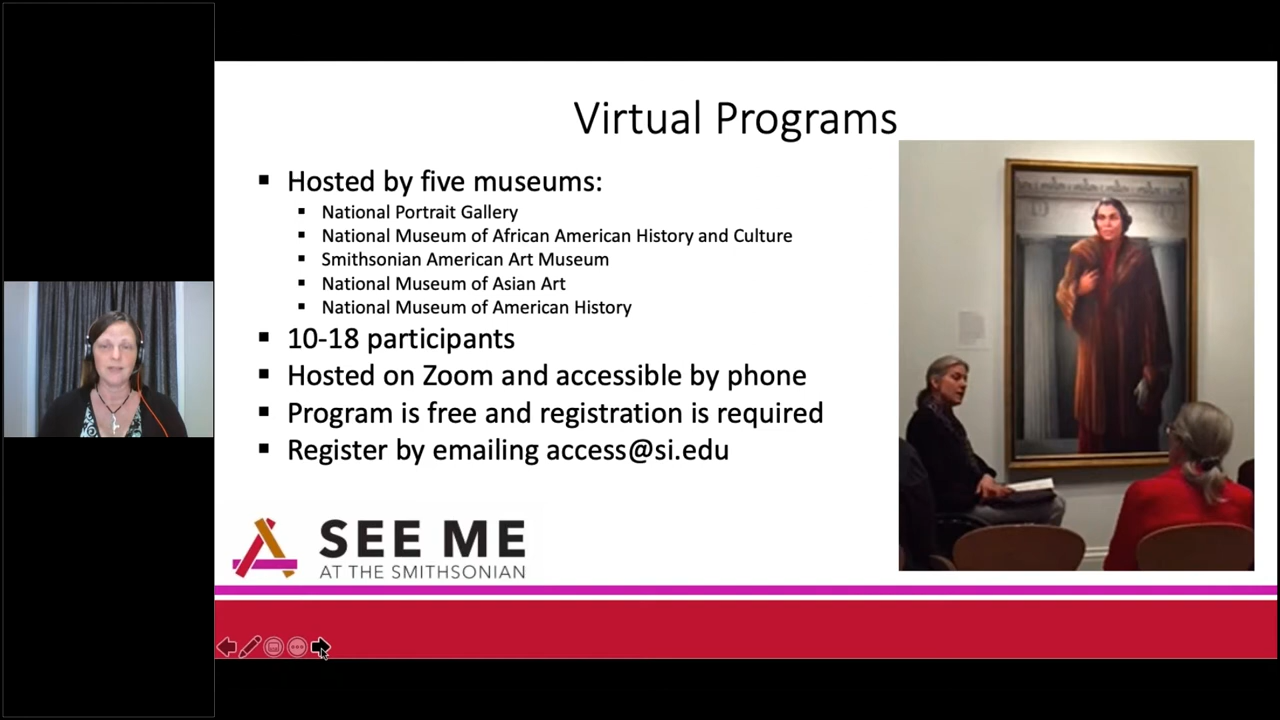 Virtual Programs
Hosted by five museums:
National Portrait Gallery
National Museum of African American History and Culture
Smithsonian American Art Museum
National Museum of Asian Art
National Museum of American History
10-18 participants
Hosted on Zoom and accessible by phone
Program is free and registration is required
Register by emailing access@si.edu
SEE ME
AT THE SMITHSONIAN